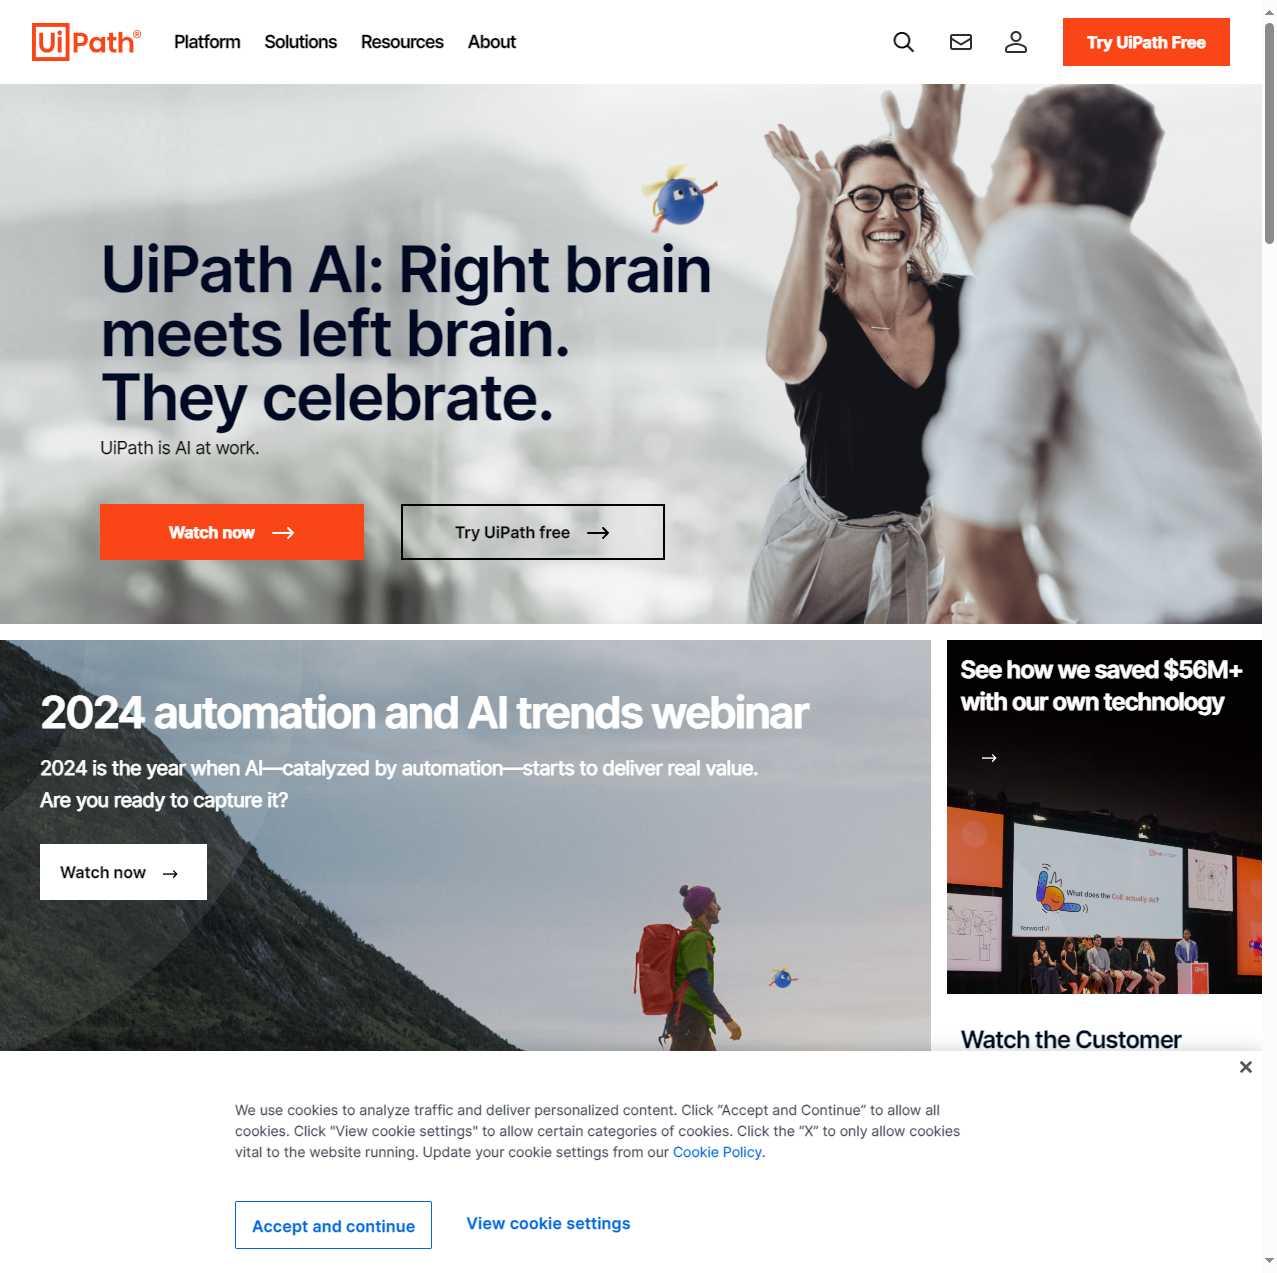 UiPath®
Platform
Solutions
Resources
About
Try UiPath Free
UiPath AI: Right brain
meets left brain.
They celebrate.
UiPath is AI at work.
Watch now
Try UiPath free
2024 automation and AI trends webinar
2024 is the year when AI—catalyzed by automation—starts to deliver real value.
Are you ready to capture it?
Watch now
See how we saved $56M+
with our own technology
What does the CoE actually do?
forward VI
Watch the Customer
We use cookies to analyze traffic and deliver personalized content. Click “Accept and Continue” to allow all
cookies. Click "View cookie settings" to allow certain categories of cookies. Click the “X” to only allow cookies
vital to the website running. Update your cookie settings from our Cookie Policy.
Accept and continue
View cookie settings